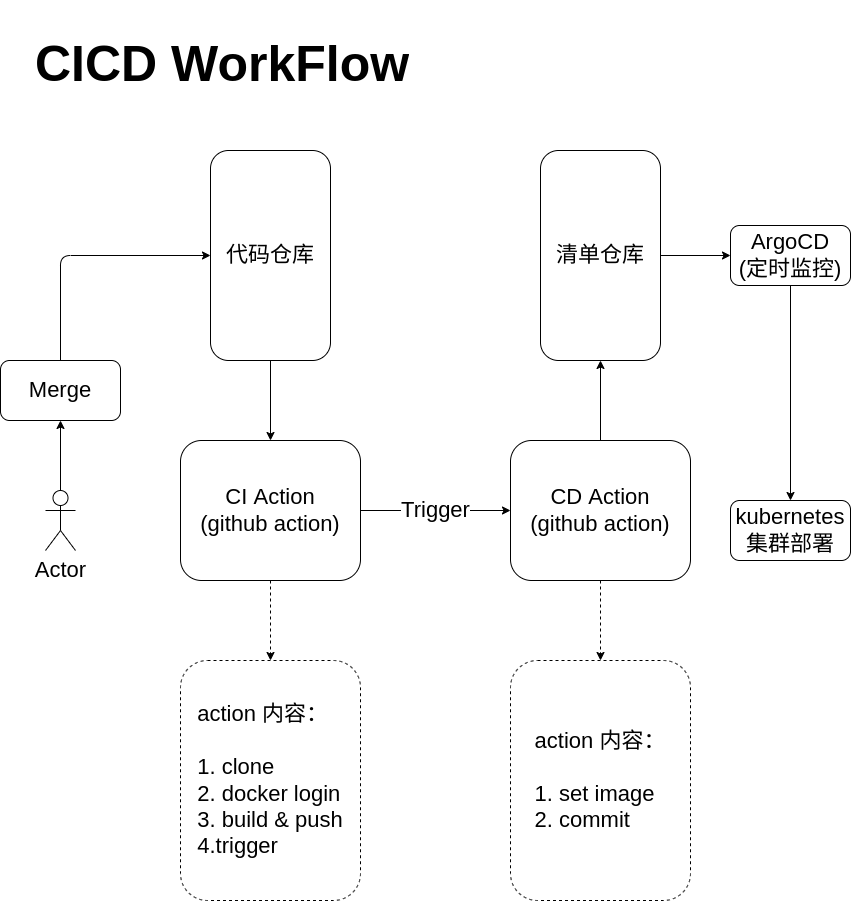 CICD WorkFlow
代码仓库
清单仓库
ArgoCD
(定时监控)
Merge
CI Action
(github action)
Trigger
CD Action
(github action)
kubernetes
集群部署
Actor
action 内容：
1. clone
2. docker login
3. build & push
4.trigger
action 内容：
1. set image
2. commit